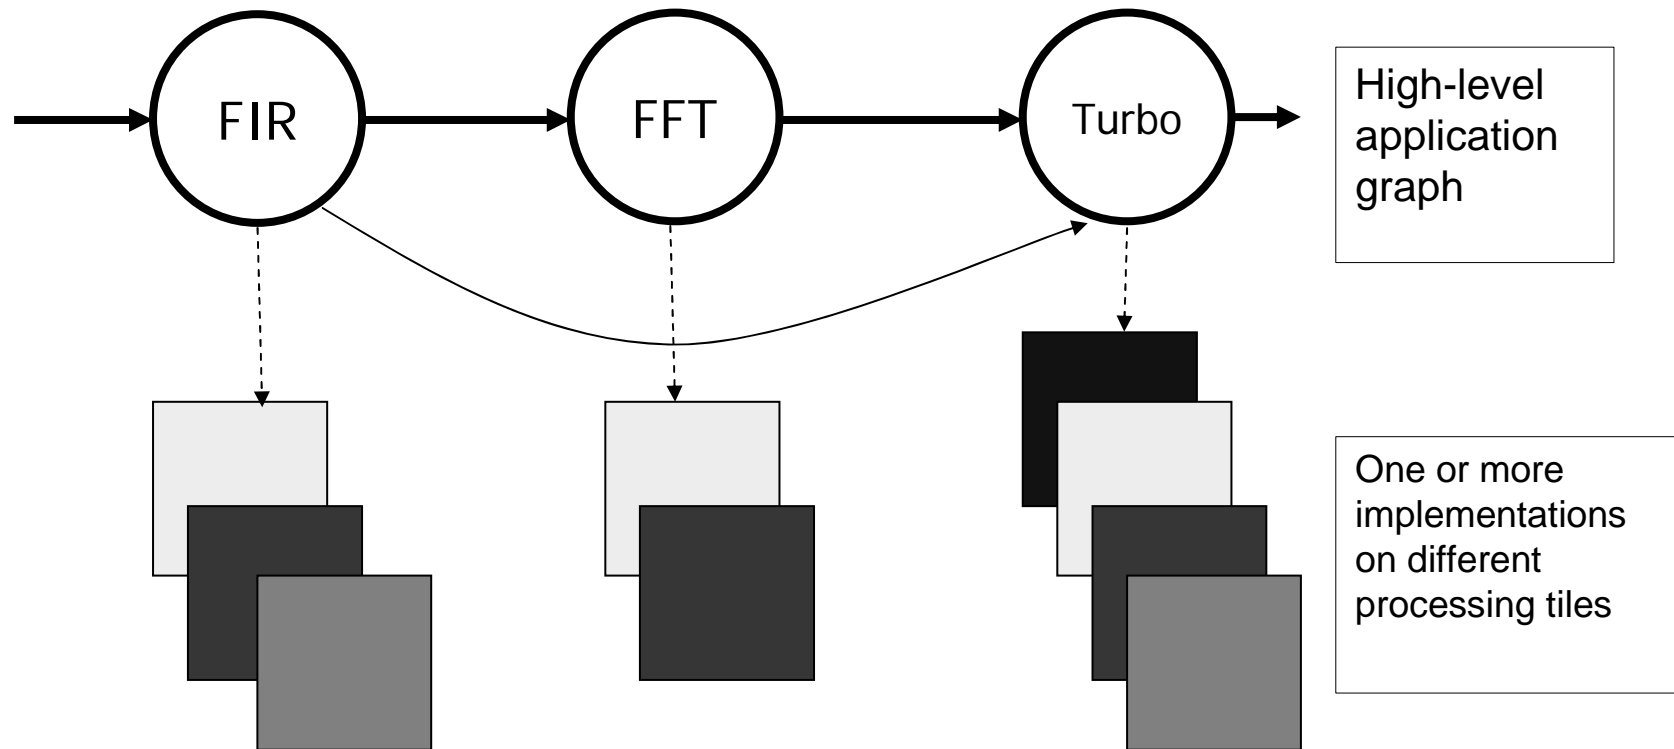 FIR
FFT
Turbo
High-level
application
graph
One or more
implementations
on different
processing tiles